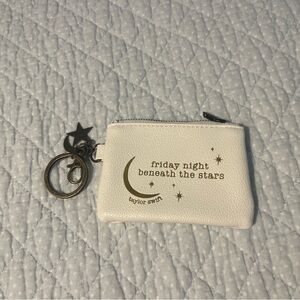 friday night
beneath the stars
taylor swift